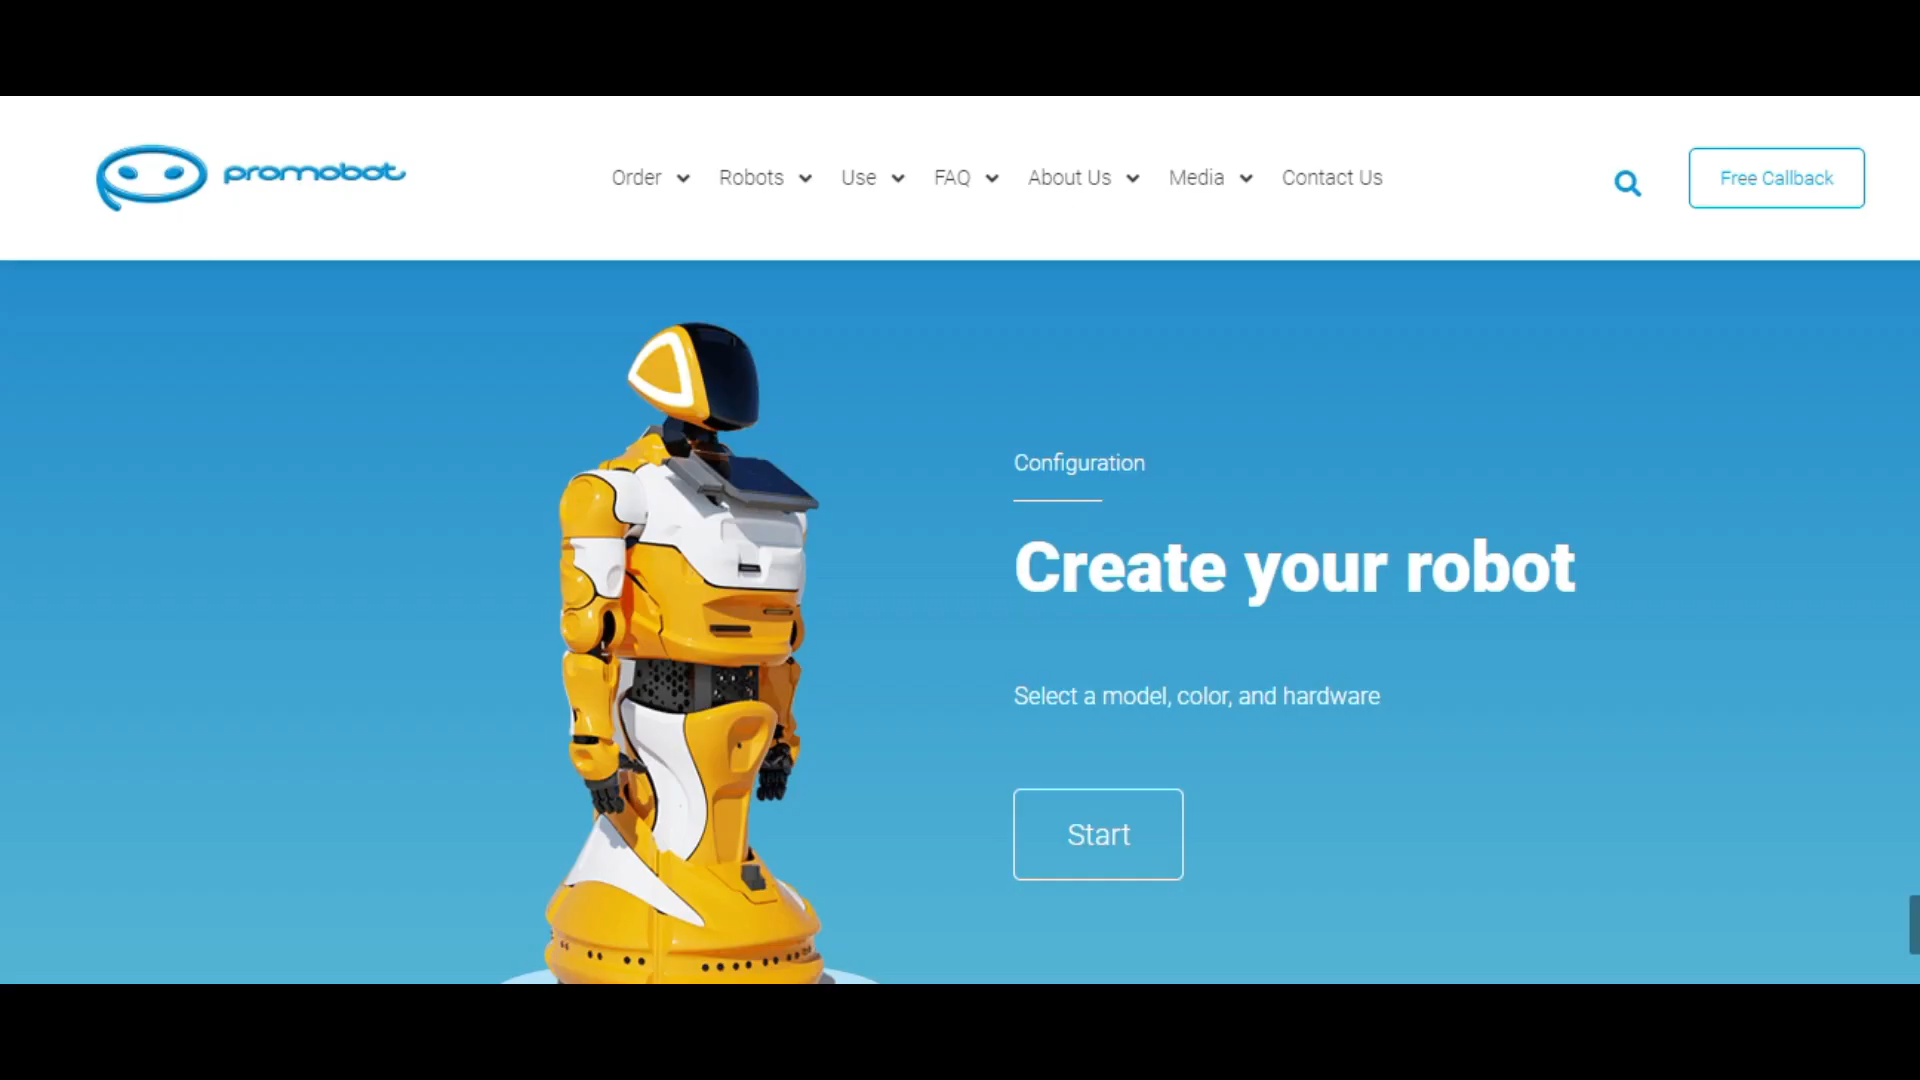 promobot
Order Robots Use FAQ About Us Media Contact Us
Free Callback
Configuration
Create your robot
Select a model, color, and hardware
Start